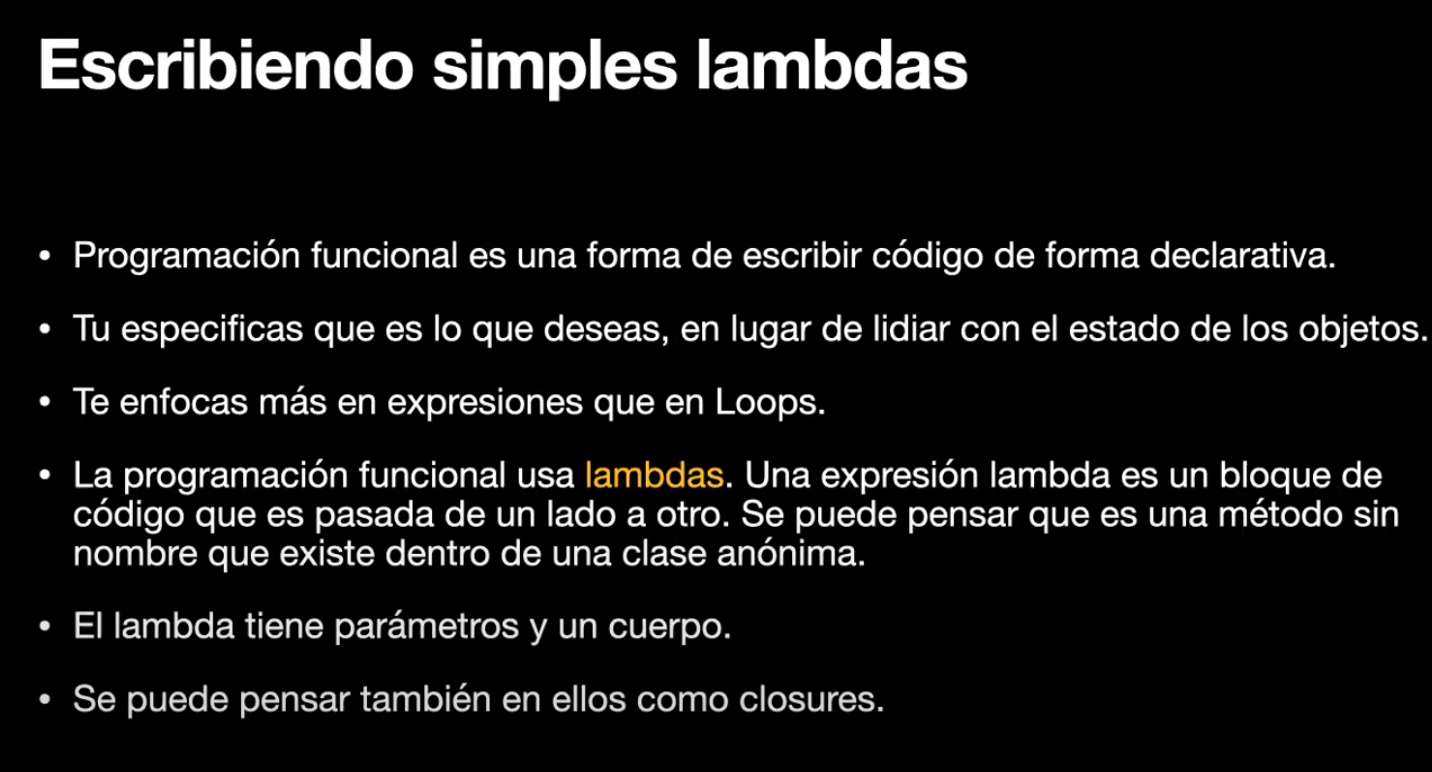 Escribiendo simples lambdas
• Programación funcional es una forma de escribir código de forma declarativa.
• Tu especificas que es lo que deseas, en lugar de lidiar con el estado de los objetos.
• Te enfocas más en expresiones que en Loops.
• La programación funcional usa lambdas. Una expresión lambda es un bloque de
código que es pasada de un lado a otro. Se puede pensar que es una método sin
nombre que existe dentro de una clase anónima.
• El lambda tiene parámetros y un cuerpo.
• Se puede pensar también en ellos como closures.